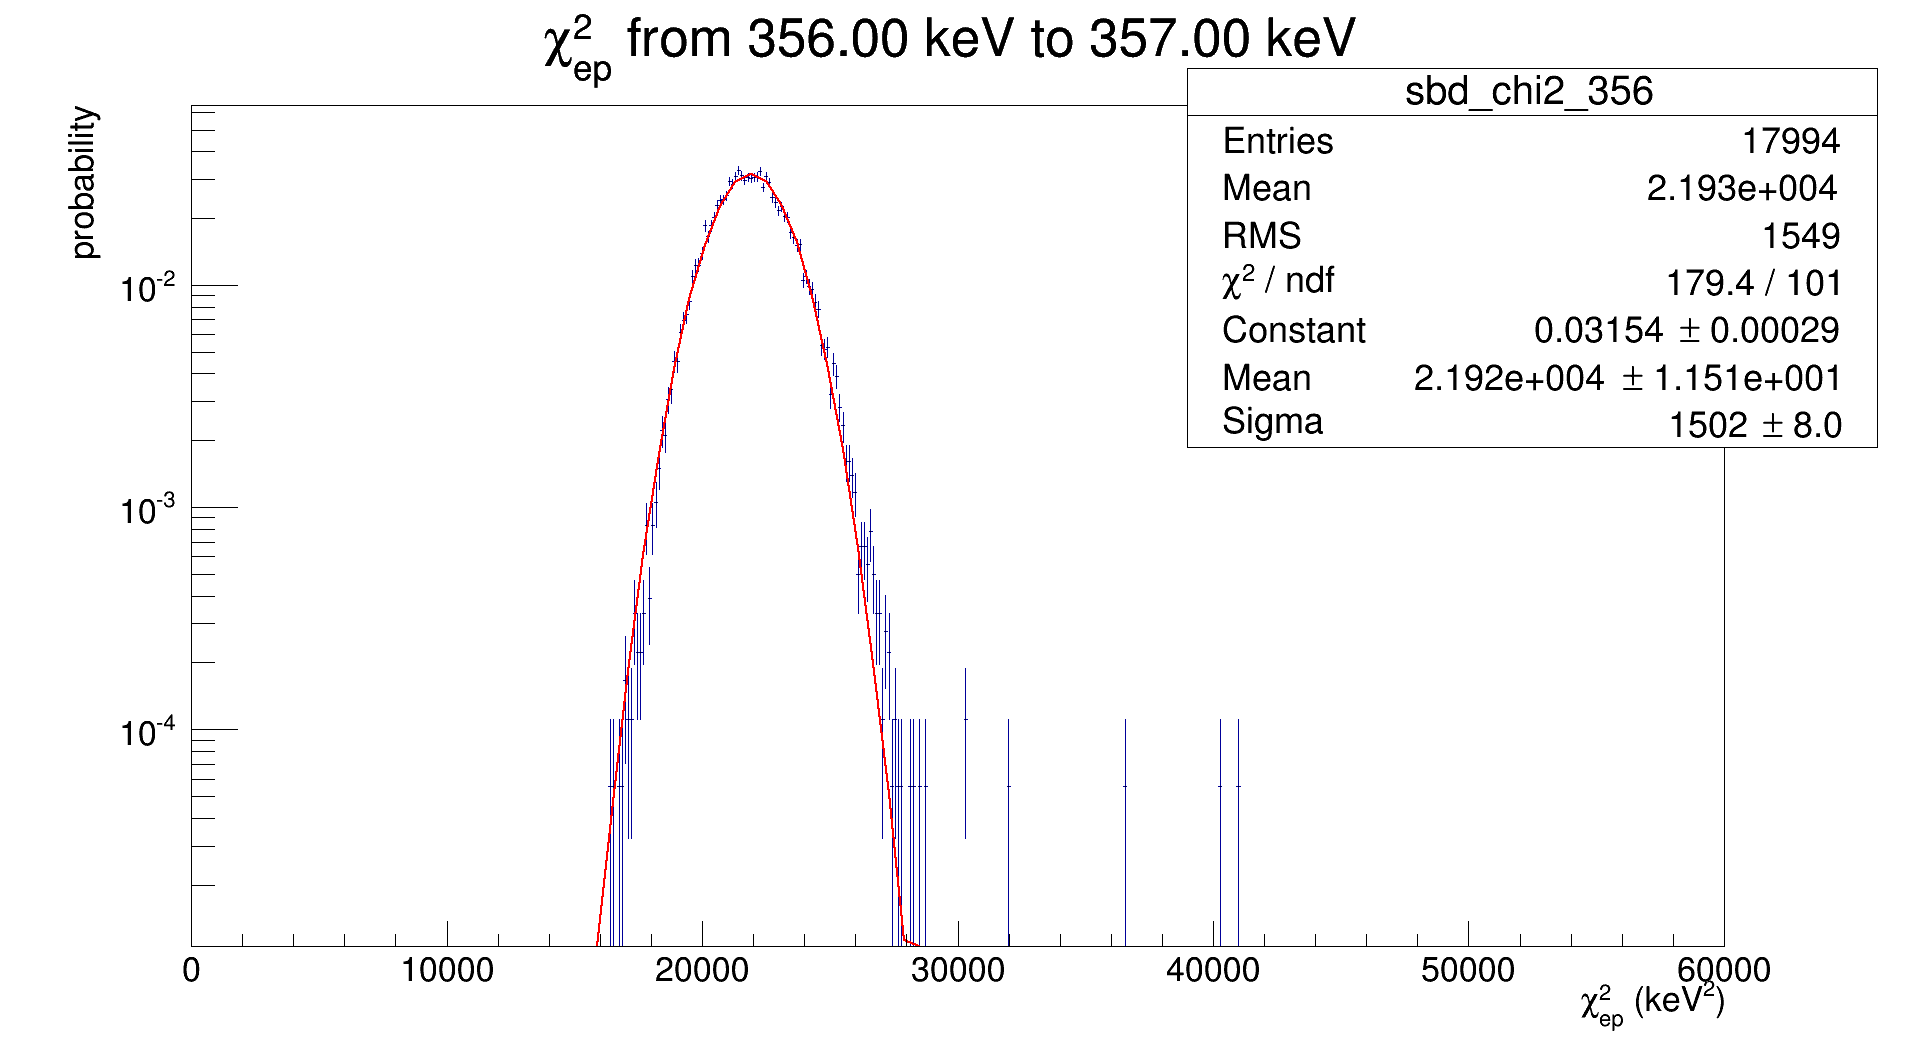 χ²ep from 356.00 keV to 357.00 keV
sbd_chi2_356
Entries 17994
Mean 2.193e+004
RMS 1549
χ² / ndf 179.4 / 101
Constant 0.03154 ± 0.00029
Mean 2.192e+004 ± 1.151e+001
Sigma 1502 ± 8.0
probability
10-2
10-3
10-4
0 10000 20000 30000 40000 50000 60000
χ²ep (keV²)